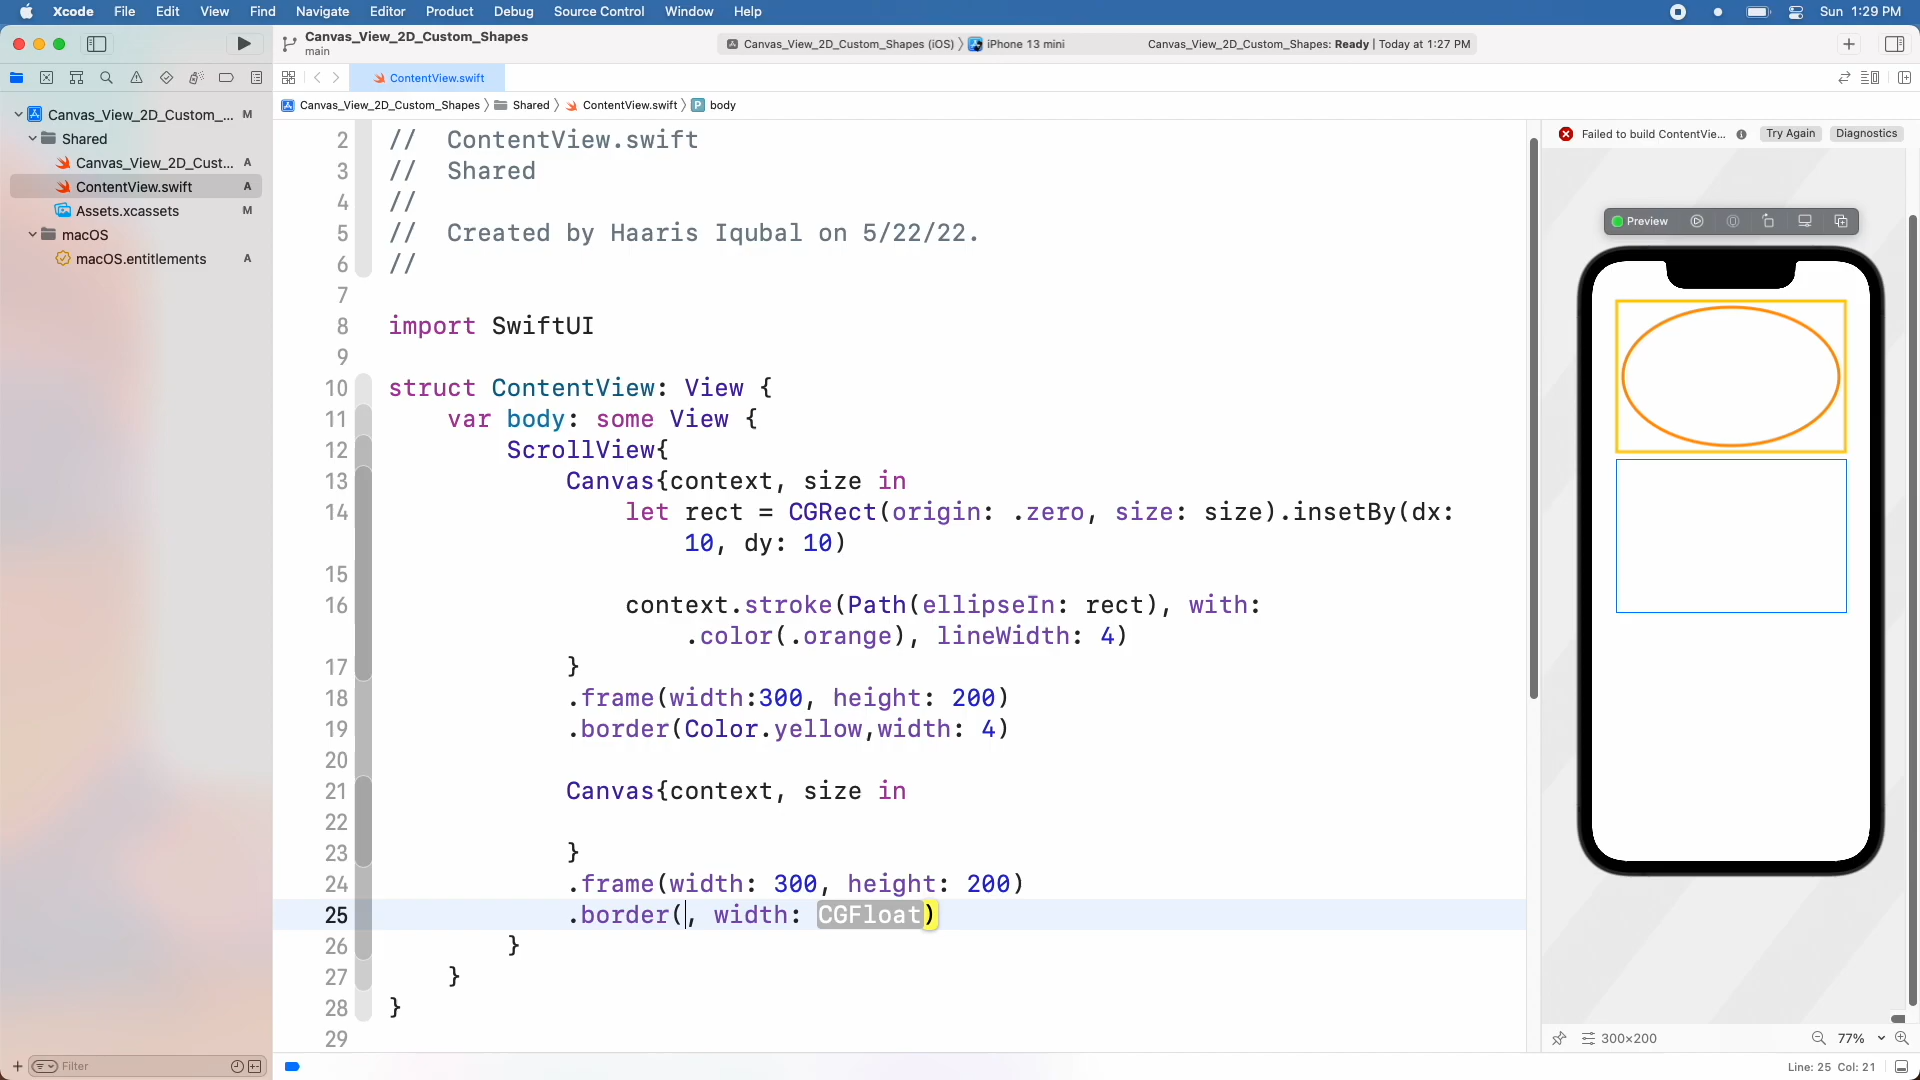 Xcode File Edit View Find Navigate Editor Product Debug Source Control Window Help Sun 1:29 PM
Canvas_View_2D_Custom_Shapes
main
Canvas_View_2D_Custom_Shapes (iOS) 〉 iPhone 13 mini Canvas_View_2D_Custom_Shapes: Ready | Today at 1:27 PM
ContentView.swift
Canvas_View_2D_Custom_Shapes 〉 Shared 〉 ContentView.swift 〉 P body
Canvas_View_2D_Custom_... M
Shared
Canvas_View_2D_Cust... A
ContentView.swift A
Assets.xcassets M
macOS
macOS.entitlements A
2 //  ContentView.swift
3 //  Shared
4 //
5 //  Created by Haaris Iqubal on 5/22/22.
6 //
7
8 import SwiftUI
9
10 struct ContentView: View {
11 var body: some View {
12 ScrollView{
13 Canvas{context, size in
14 let rect = CGRect(origin: .zero, size: size).insetBy(dx:
10, dy: 10)
15
16 context.stroke(Path(ellipseIn: rect), with:
.color(.orange), lineWidth: 4)
17 }
18 .frame(width:300, height: 200)
19 .border(Color.yellow,width: 4)
20
21 Canvas{context, size in
22
23 }
24 .frame(width: 300, height: 200)
25 .border(, width: CGFloat)
26 }
27 }
28 }
29
Failed to build ContentVie... Try Again Diagnostics
Preview
300×200 77%
Filter
Line: 25 Col: 21